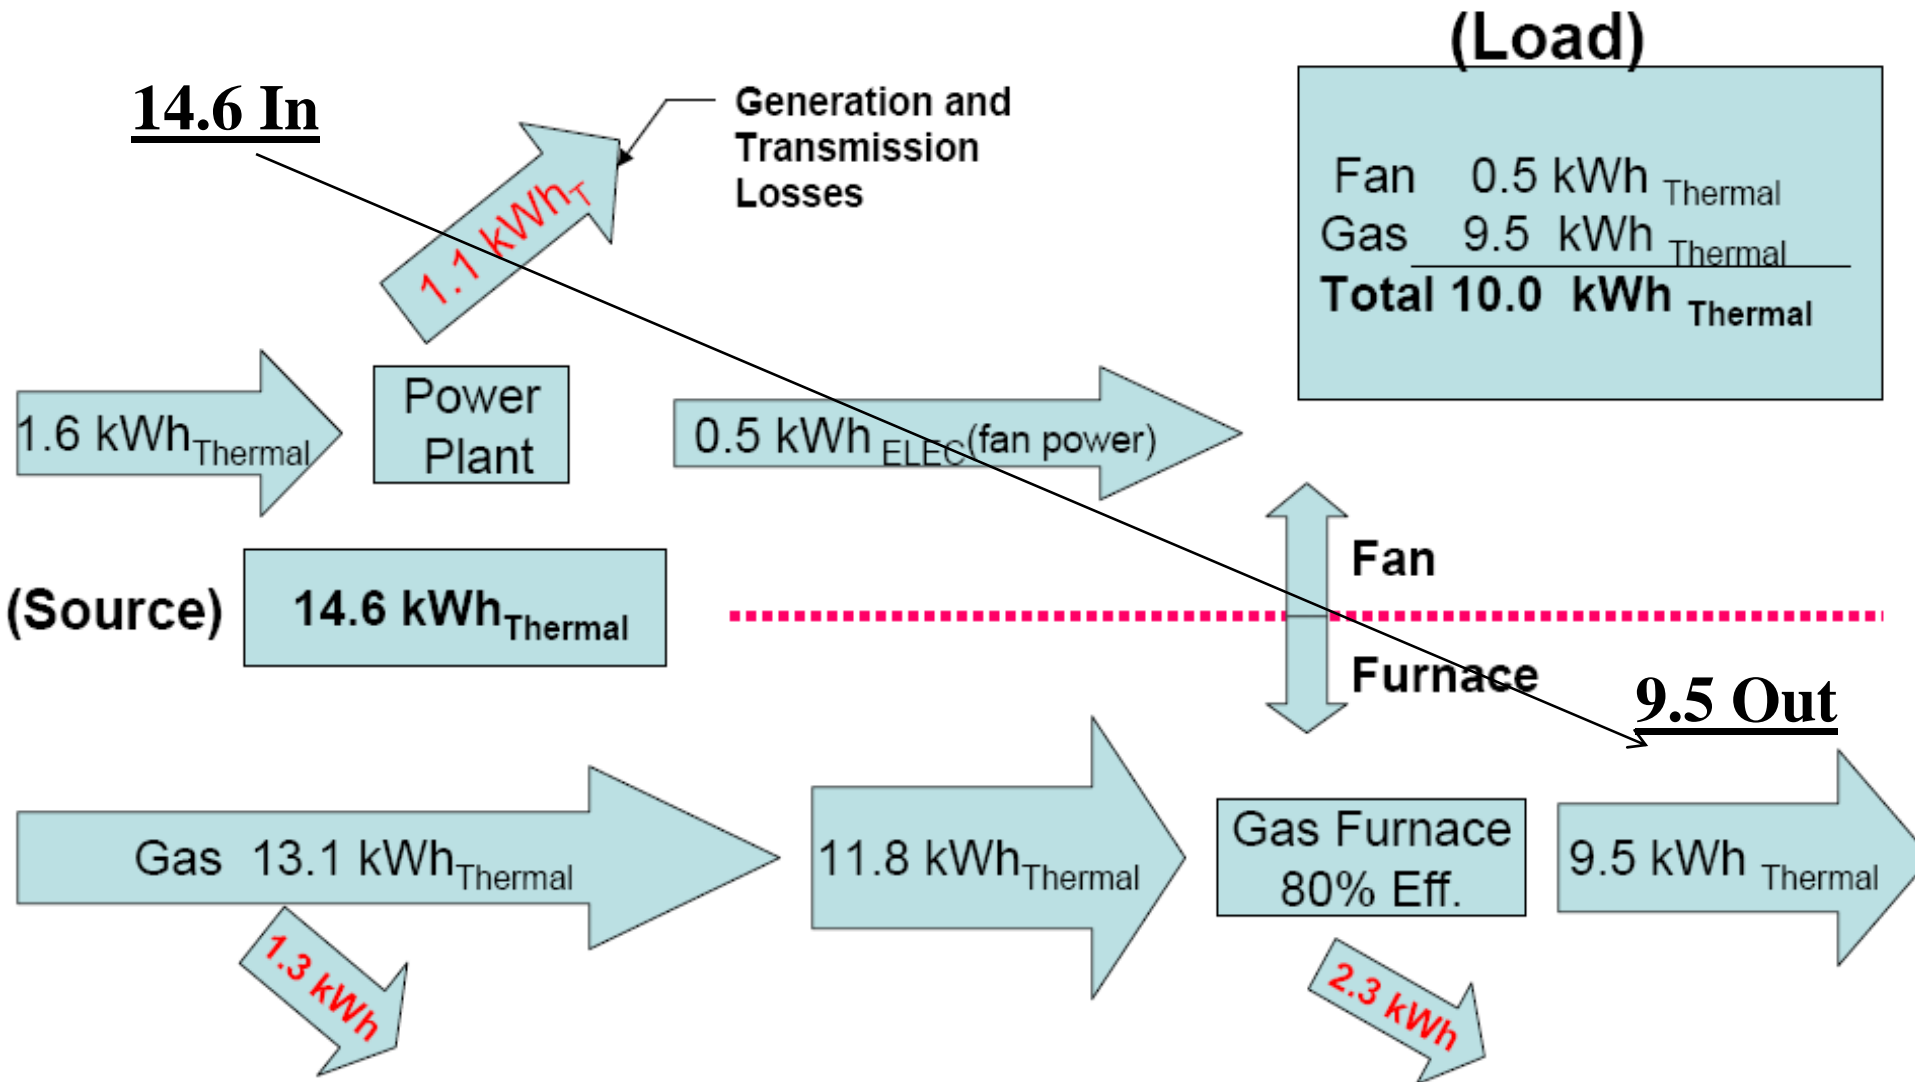 (Load)
14.6 In
Generation and
Transmission
Losses
1.1 kWhT
Fan 0.5 kWh Thermal
Gas 9.5 kWh Thermal
Total 10.0 kWh Thermal
1.6 kWhThermal
Power
Plant
0.5 kWh ELEC(fan power)
Fan
(Source)
14.6 kWhThermal
Furnace
9.5 Out
Gas 13.1 kWhThermal
11.8 kWhThermal
Gas Furnace
80% Eff.
9.5 kWh Thermal
1.3 kWh
2.3 kWh